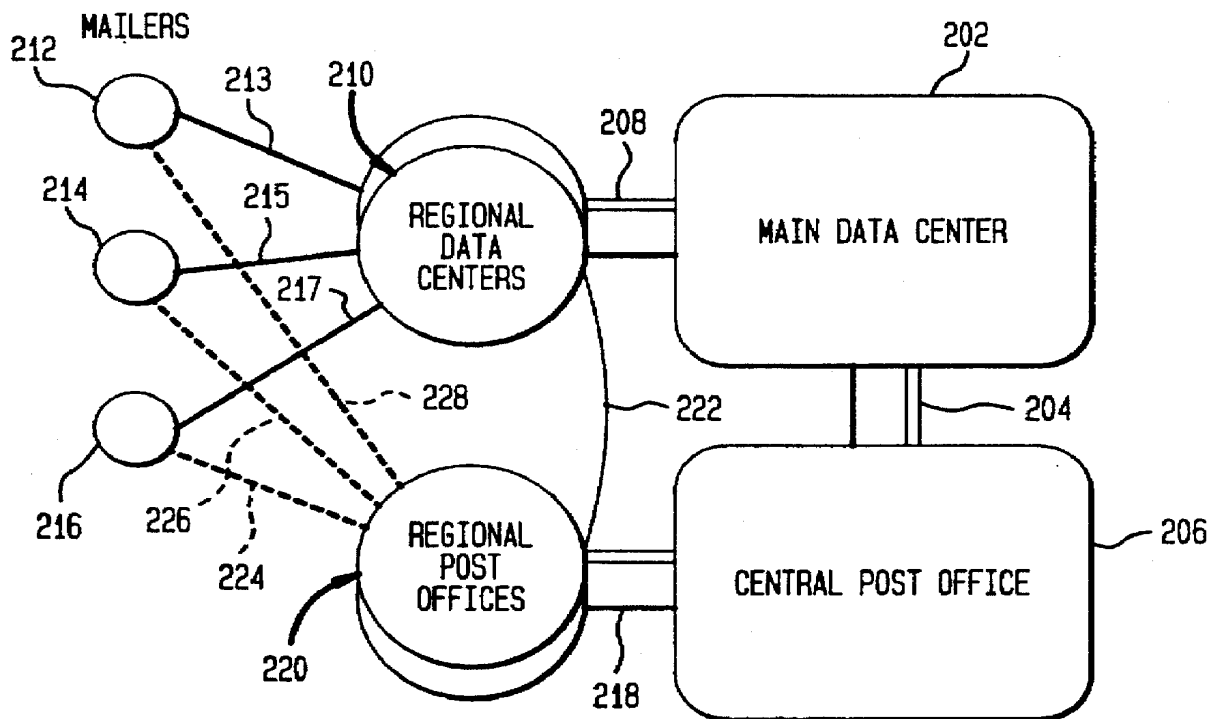 MAILERS
212
213
210
202
208
214
215
REGIONAL
DATA
CENTERS
MAIN DATA CENTER
217
228
222
204
216
226
224
REGIONAL
POST
OFFICES
CENTRAL POST OFFICE
206
220
218